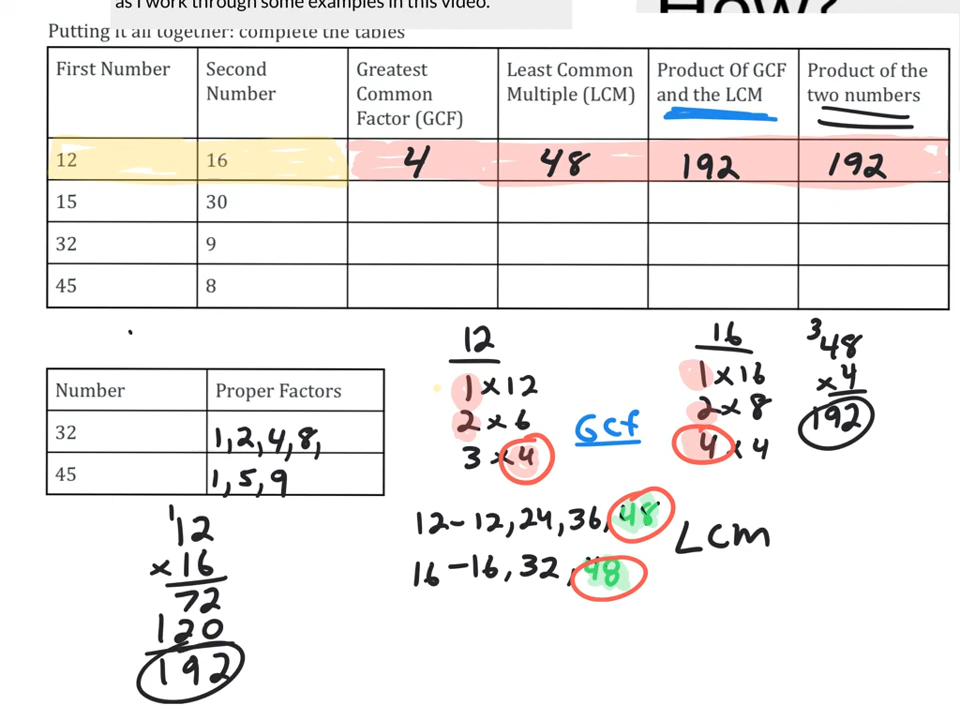 as I work through some examples in this video.
How?
Putting it all together: complete the tables
First Number
Second Number
Greatest Common Factor (GCF)
Least Common Multiple (LCM)
Product Of GCF and the LCM
Product of the two numbers
12 16 4 48 192 192
15 30
32 9
45 8
Number Proper Factors
32 1, 2, 4, 8,
45 1, 5, 9
12
1 x 12
2 x 6
3 x 4
GCf
16
1 x 16
2 x 8
4 x 4
3
48
x 4
192
12 - 12, 24, 36, 48
16 - 16, 32, 48
LCM
1
12
x 16
72
120
192